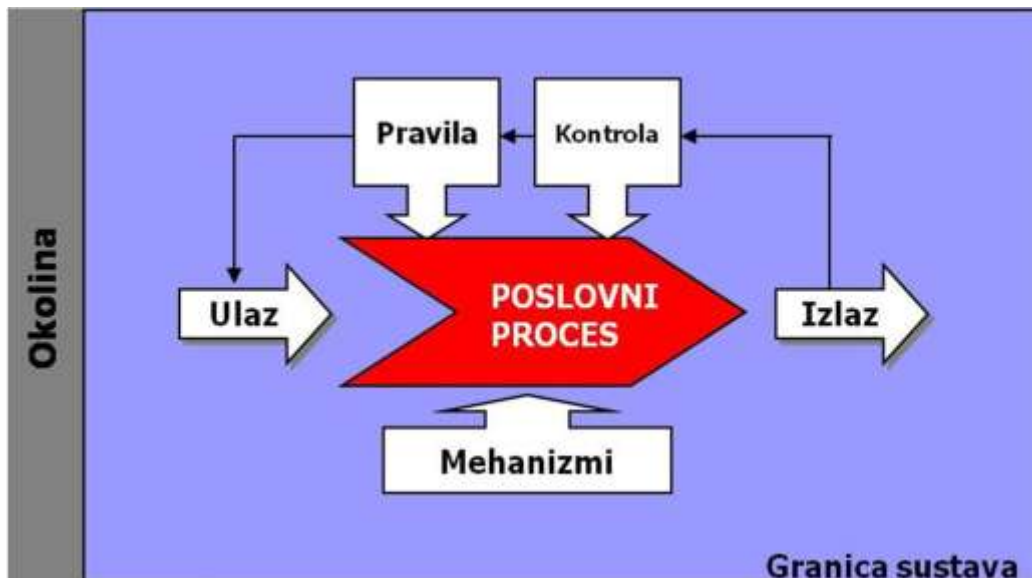 Okolina
Pravila
Kontrola
Ulaz
POSLOVNI
PROCES
Izlaz
Mehanizmi
Granica sustava